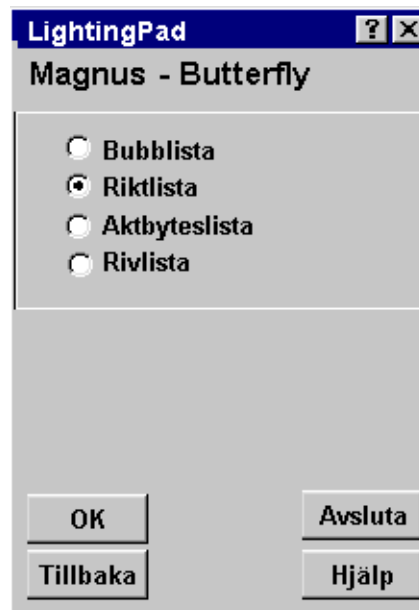 LightingPad ? X
Magnus - Butterfly
Bubblista
Riktlista
Aktbyteslista
Rivlista
OK Avsluta
Tillbaka Hjälp